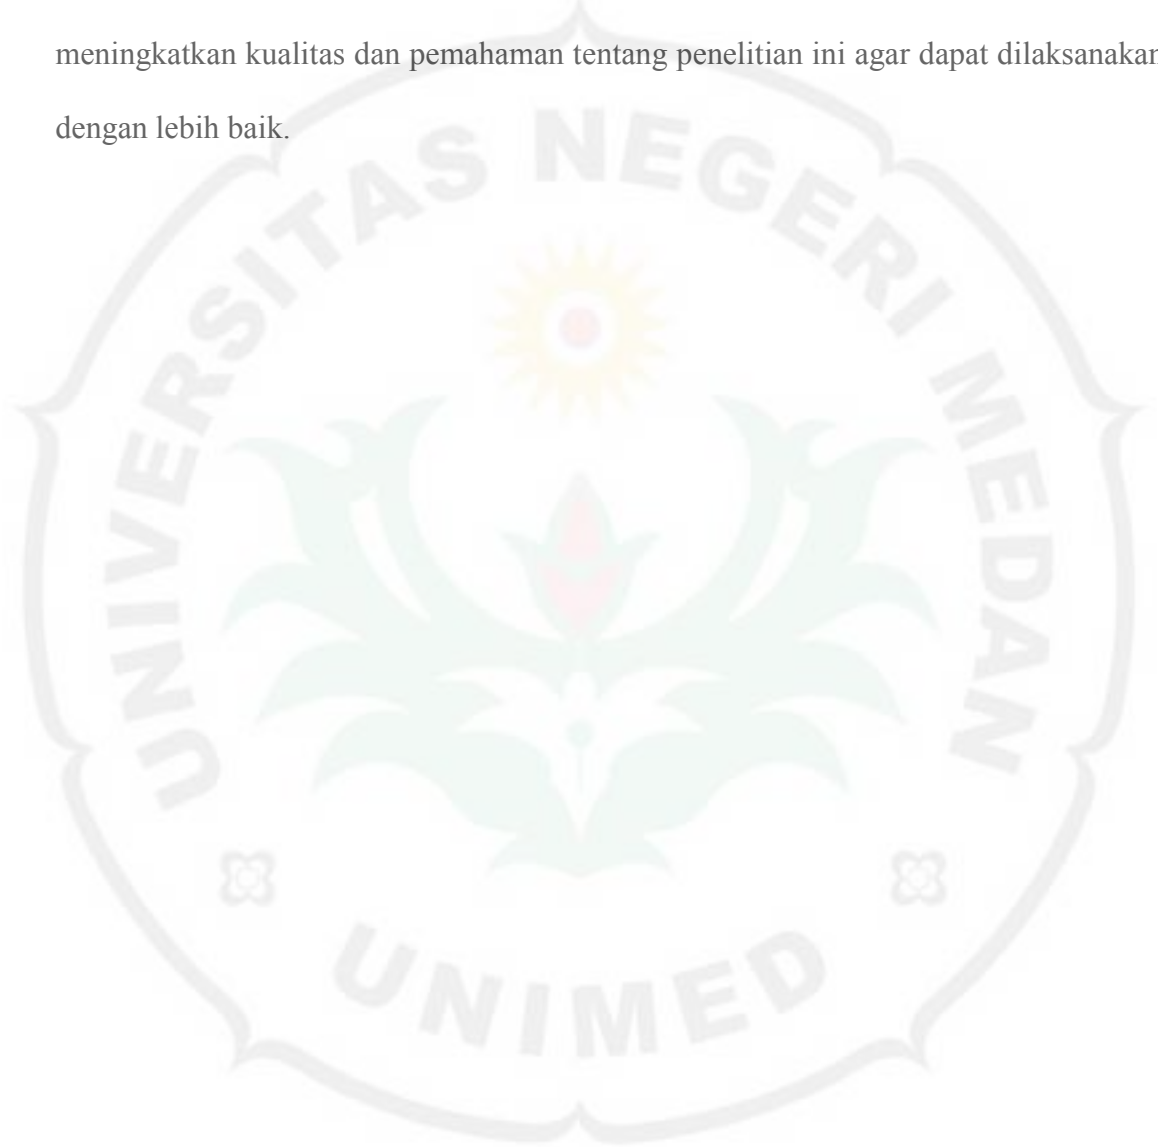 meningkatkan kualitas dan pemahaman tentang penelitian ini agar dapat dilaksanakan
dengan lebih baik.
UNIVERSITAS NEGERI MEDAN
UNIMED